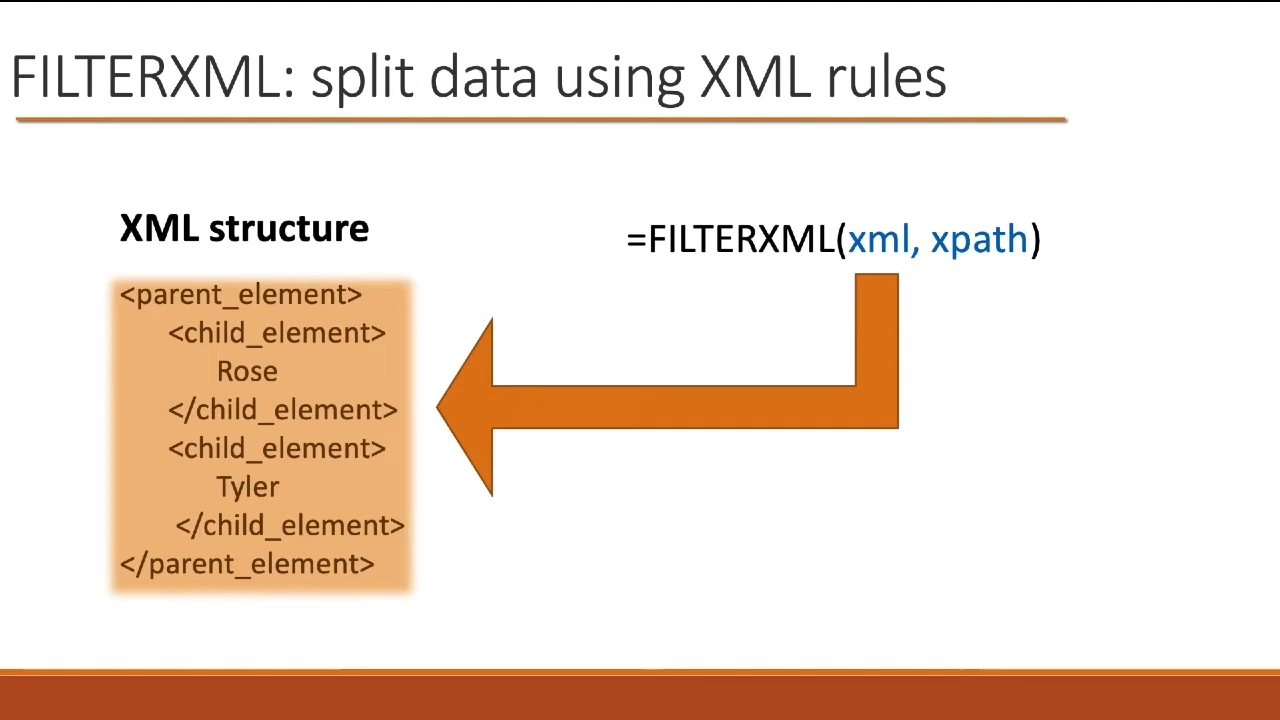 FILTERXML: split data using XML rules
XML structure
<parent_element>
<child_element>
Rose
</child_element>
<child_element>
Tyler
</child_element>
</parent_element>
=FILTERXML(xml, xpath)